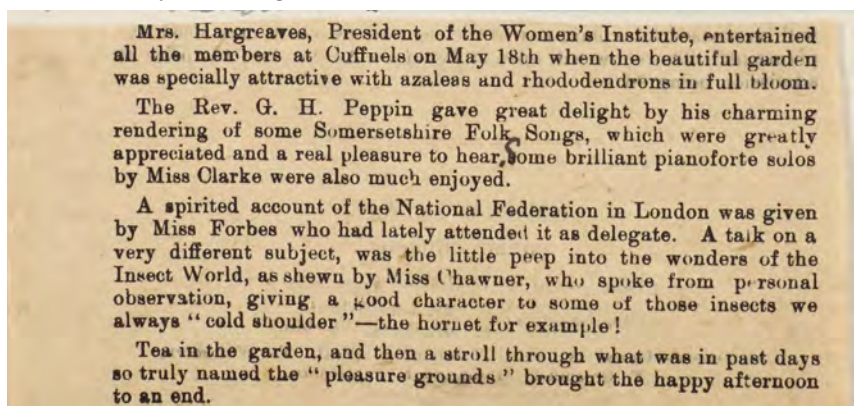 Mrs. Hargreaves, President of the Women's Institute, entertained
all the members at Cuffnels on May 18th when the beautiful garden
was specially attractive with azaleas and rhododendrons in full bloom.
The Rev. G. H. Peppin gave great delight by his charming
rendering of some Somersetshire Folk Songs, which were greatly
appreciated and a real pleasure to hear, Some brilliant pianoforte solos
by Miss Clarke were also much enjoyed.
A spirited account of the National Federation in London was given
by Miss Forbes who had lately attended it as delegate. A talk on a
very different subject, was the little peep into the wonders of the
Insect World, as shewn by Miss Chawner, who spoke from personal
observation, giving a good character to some of those insects we
always "cold shoulder"—the hornet for example!
Tea in the garden, and then a stroll through what was in past days
so truly named the "pleasure grounds" brought the happy afternoon
to an end.